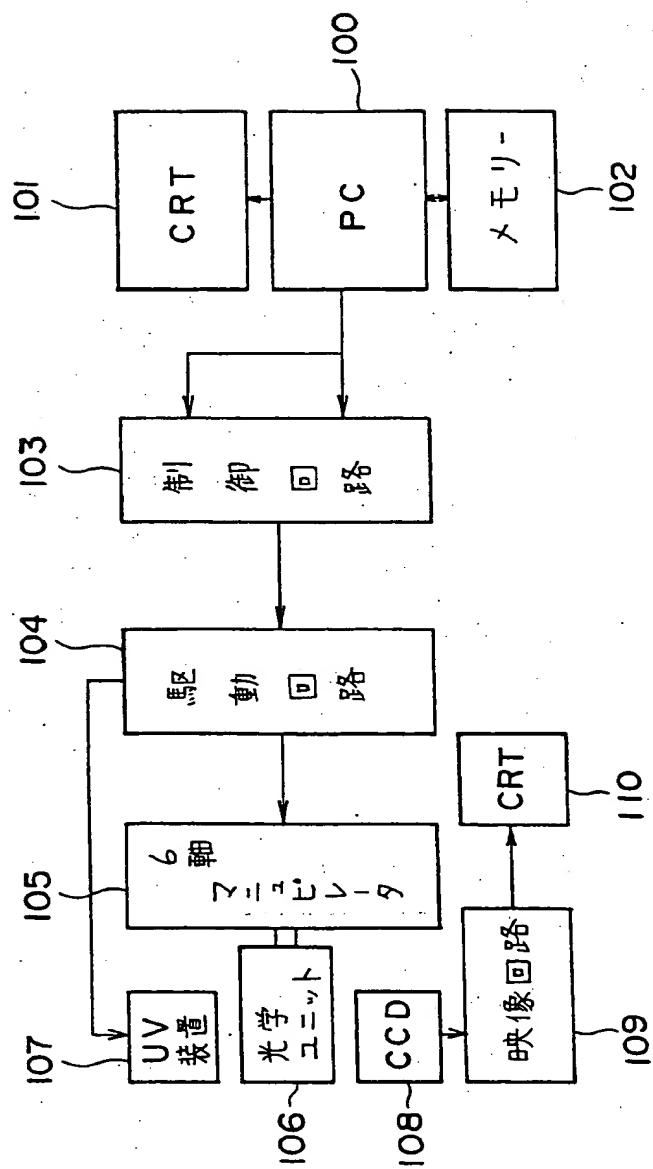 101
CRT
100
PC
102
メモリー
103
制御回路
104
駆動回路
105
6軸
マニュピレータ
107
UV
装置
106
光学
ユニット
108
CCD
109
映像回路
110
CRT